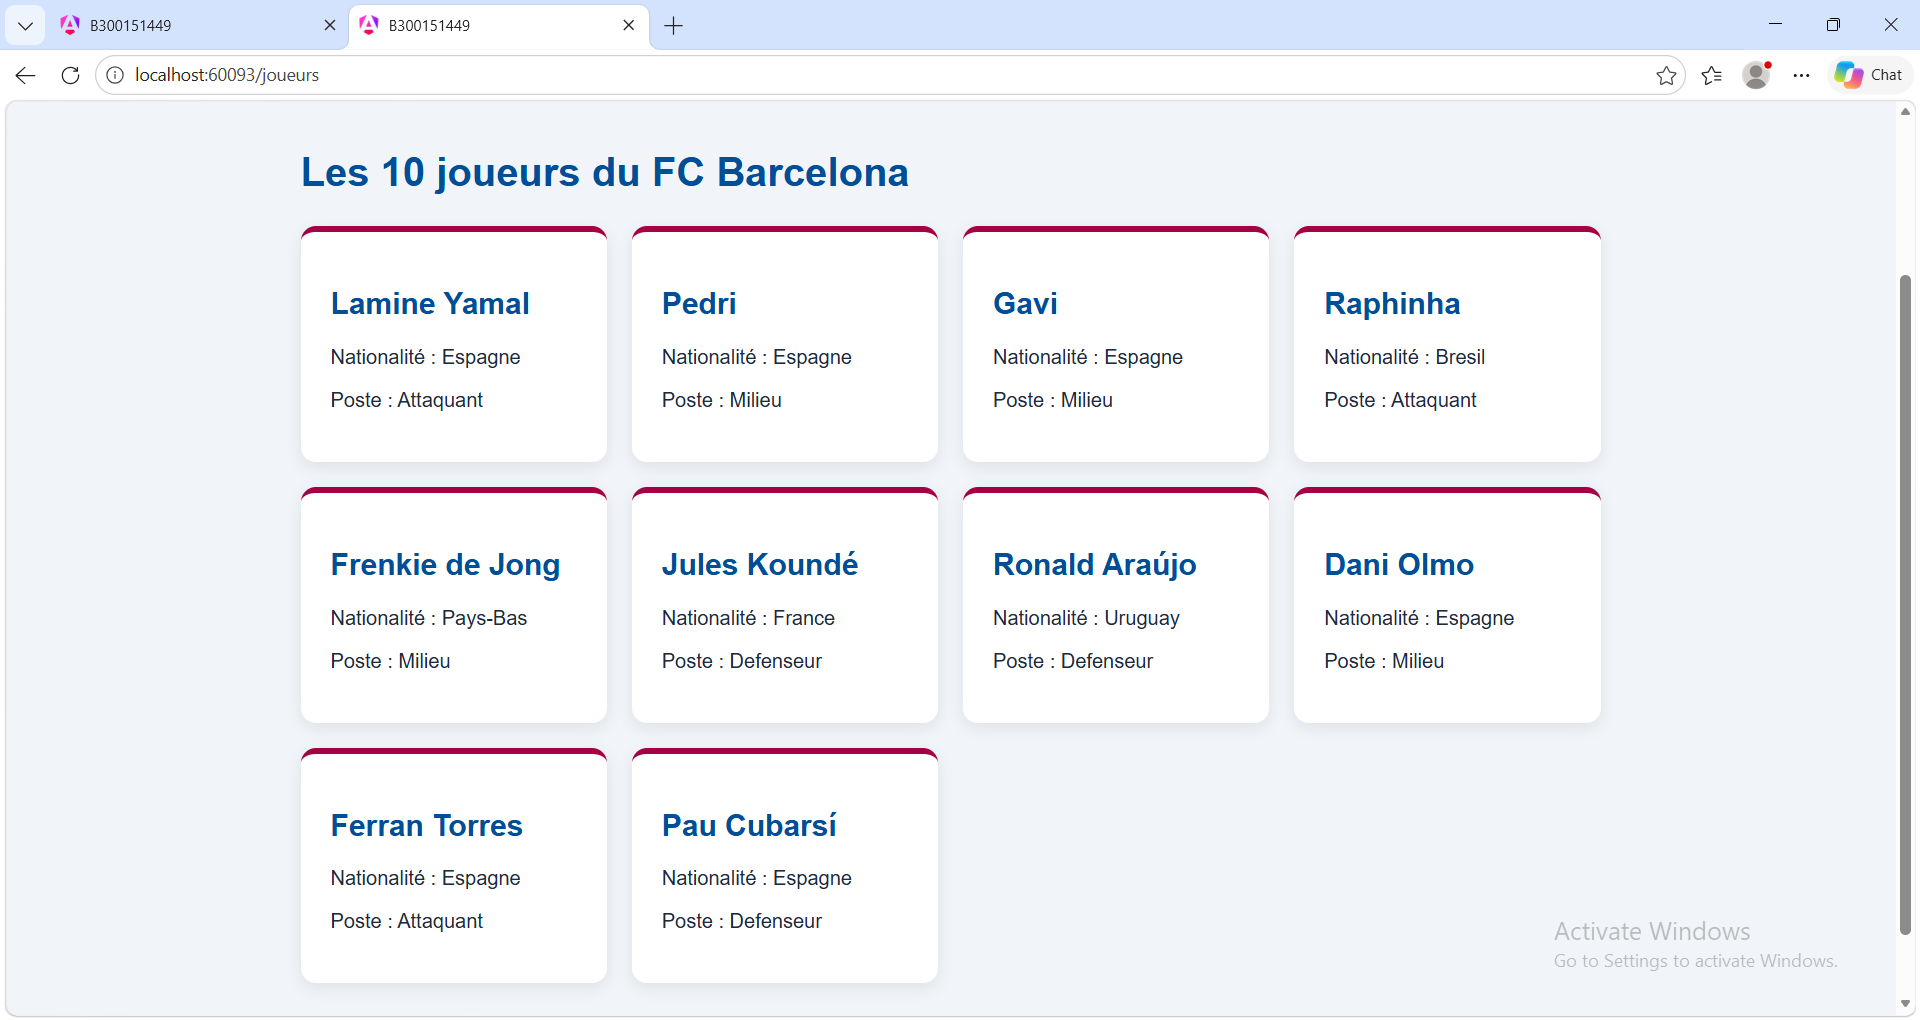 B300151449
B300151449
localhost:60093/joueurs
Chat
Les 10 joueurs du FC Barcelona
Lamine Yamal
Nationalité : Espagne
Poste : Attaquant
Pedri
Nationalité : Espagne
Poste : Milieu
Gavi
Nationalité : Espagne
Poste : Milieu
Raphinha
Nationalité : Bresil
Poste : Attaquant
Frenkie de Jong
Nationalité : Pays-Bas
Poste : Milieu
Jules Koundé
Nationalité : France
Poste : Defenseur
Ronald Araújo
Nationalité : Uruguay
Poste : Defenseur
Dani Olmo
Nationalité : Espagne
Poste : Milieu
Ferran Torres
Nationalité : Espagne
Poste : Attaquant
Pau Cubarsí
Nationalité : Espagne
Poste : Defenseur
Activate Windows
Go to Settings to activate Windows.